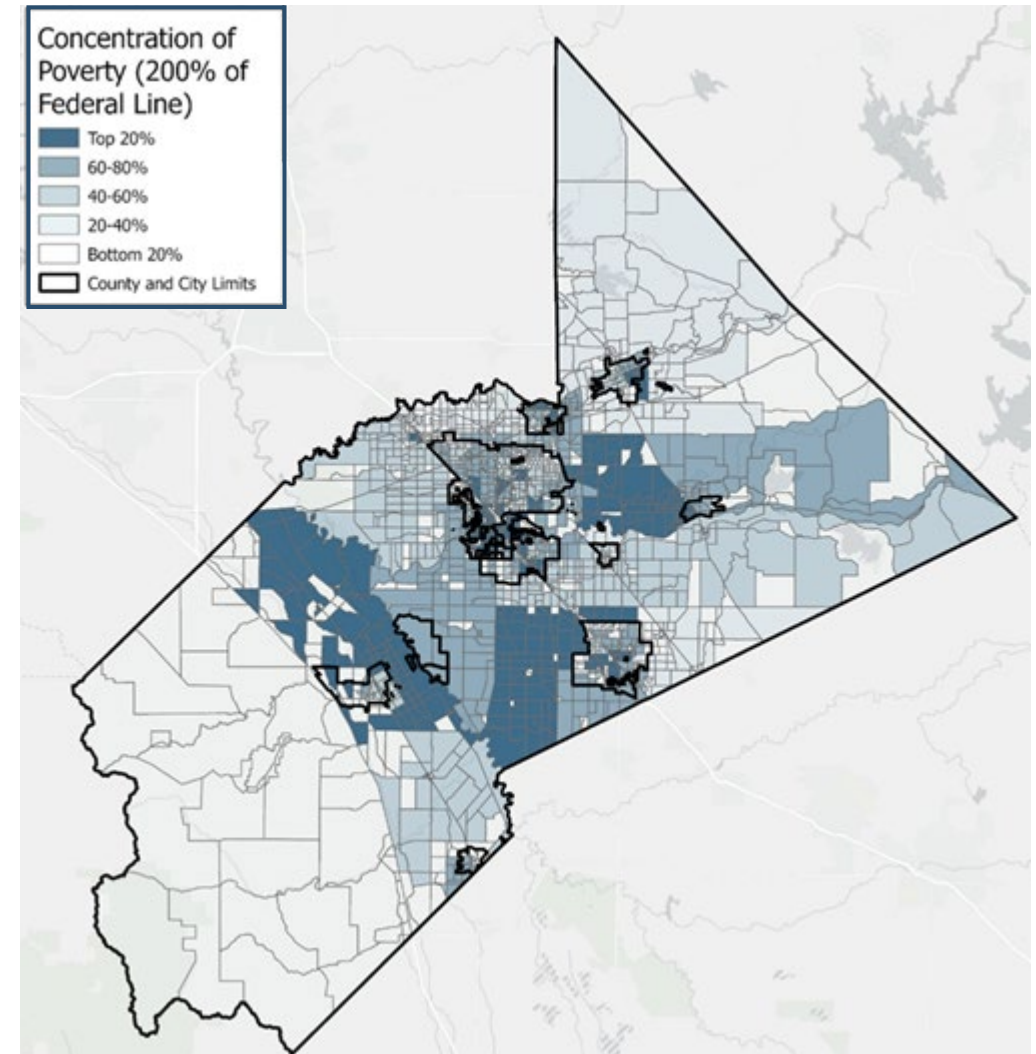 Concentration of
Poverty (200% of
Federal Line)
Top 20%
60-80%
40-60%
20-40%
Bottom 20%
County and City Limits